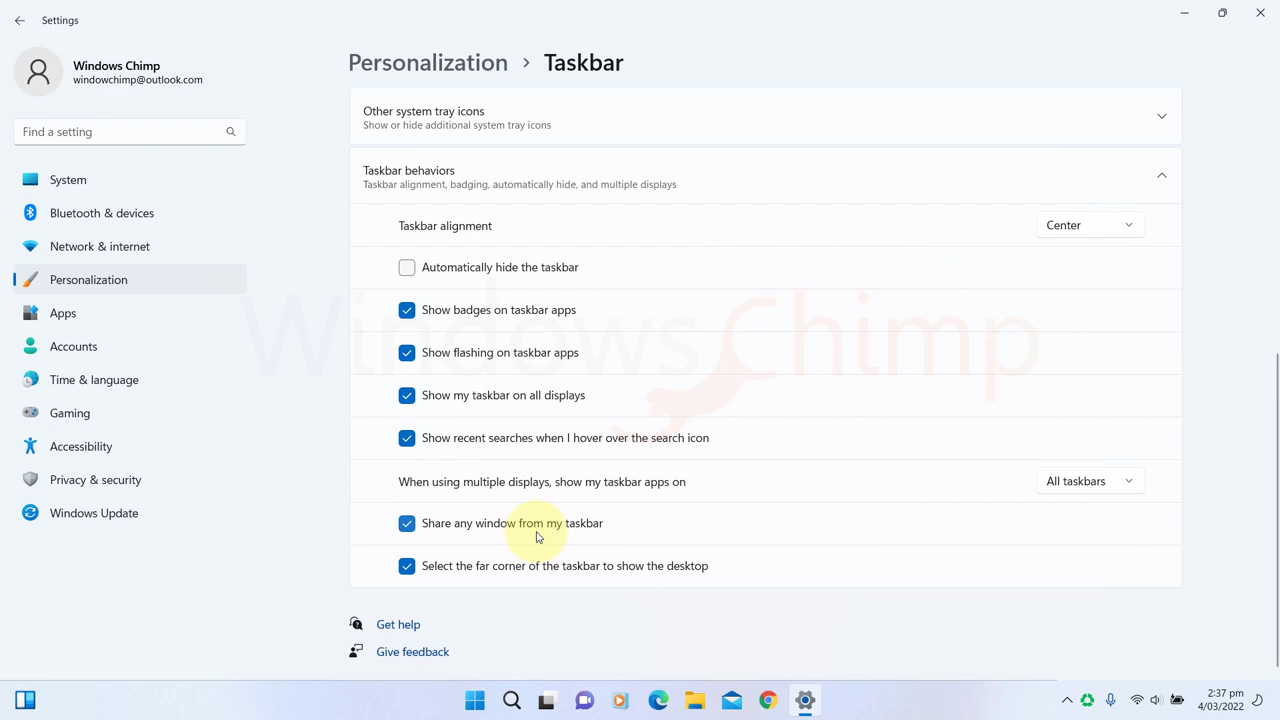 Settings
Windows Chimp
windowchimp@outlook.com
Find a setting
System
Bluetooth & devices
Network & internet
Personalization
Apps
Accounts
Time & language
Gaming
Accessibility
Privacy & security
Windows Update
Personalization > Taskbar
Other system tray icons
Show or hide additional system tray icons
Taskbar behaviors
Taskbar alignment, badging, automatically hide, and multiple displays
Taskbar alignment
Center
Automatically hide the taskbar
Show badges on taskbar apps
Show flashing on taskbar apps
Show my taskbar on all displays
Show recent searches when I hover over the search icon
When using multiple displays, show my taskbar apps on
All taskbars
Share any window from my taskbar
Select the far corner of the taskbar to show the desktop
Get help
Give feedback
WindowsChimp
2:37 pm
4/03/2022